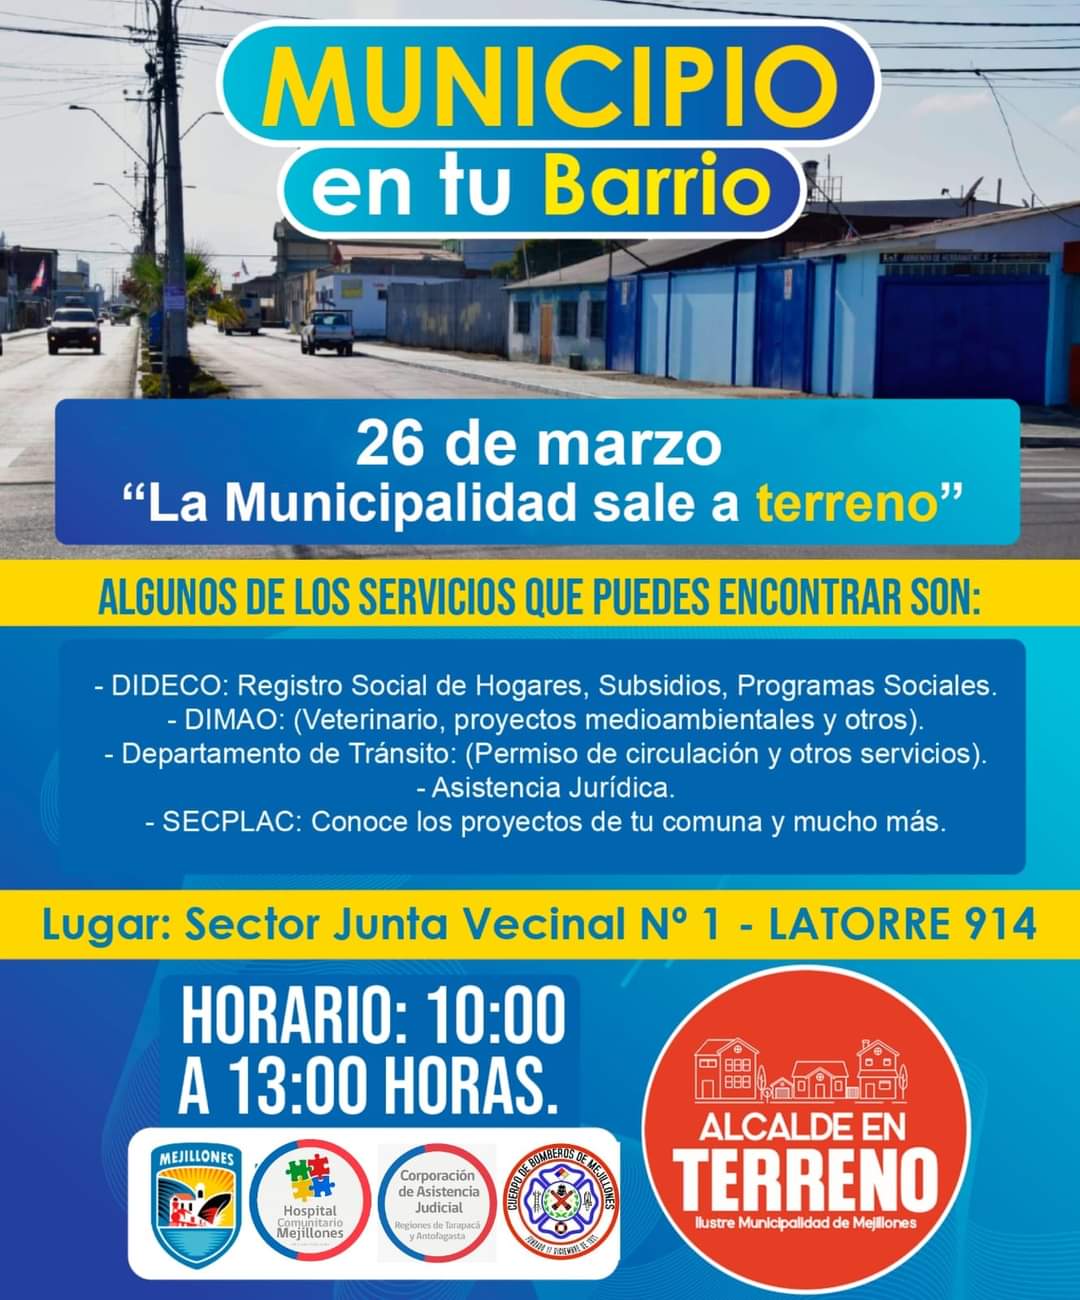 MUNICIPIO
en tu Barrio
26 de marzo
“La Municipalidad sale a terreno”
ALGUNOS DE LOS SERVICIOS QUE PUEDES ENCONTRAR SON:
- DIDECO: Registro Social de Hogares, Subsidios, Programas Sociales.
- DIMAO: (Veterinario, proyectos medioambientales y otros).
- Departamento de Tránsito: (Permiso de circulación y otros servicios).
- Asistencia Jurídica.
- SECPLAC: Conoce los proyectos de tu comuna y mucho más.
Lugar: Sector Junta Vecinal Nº 1 - LATORRE 914
HORARIO: 10:00
A 13:00 HORAS.
MEJILLONES
Hospital
Comunitario
Mejillones
Corporación
de Asistencia
Judicial
Regiones de Tarapacá
y Antofagasta
CUERPO DE BOMBEROS DE MEJILLONES
ALCALDE EN
TERRENO
Ilustre Municipalidad de Mejillones